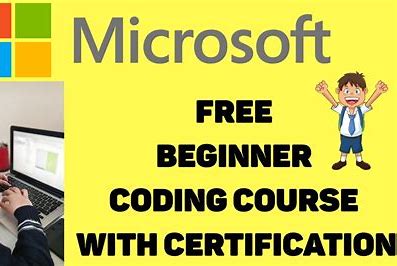 Microsoft
FREE
BEGINNER
CODING COURSE
WITH CERTIFICATION